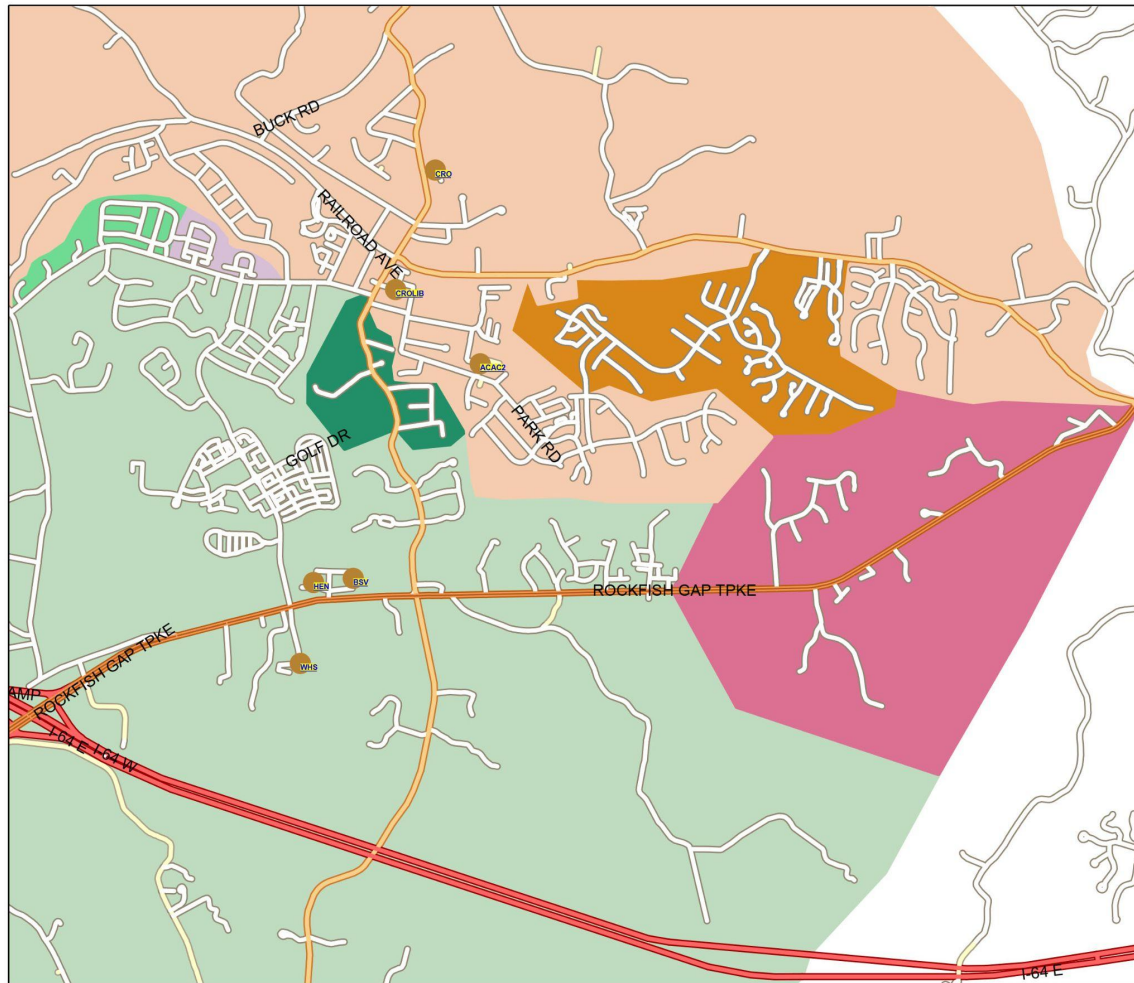 BUCK RD
CRO
RAILROAD AVE
CROLIB
ACAC2
PARK RD
GOLF DR
HEN
BSV
ROCKFISH GAP TPKE
WHS
ROCKFISH GAP TPKE
AMP
I-64 E
I-64 W
I-64 E